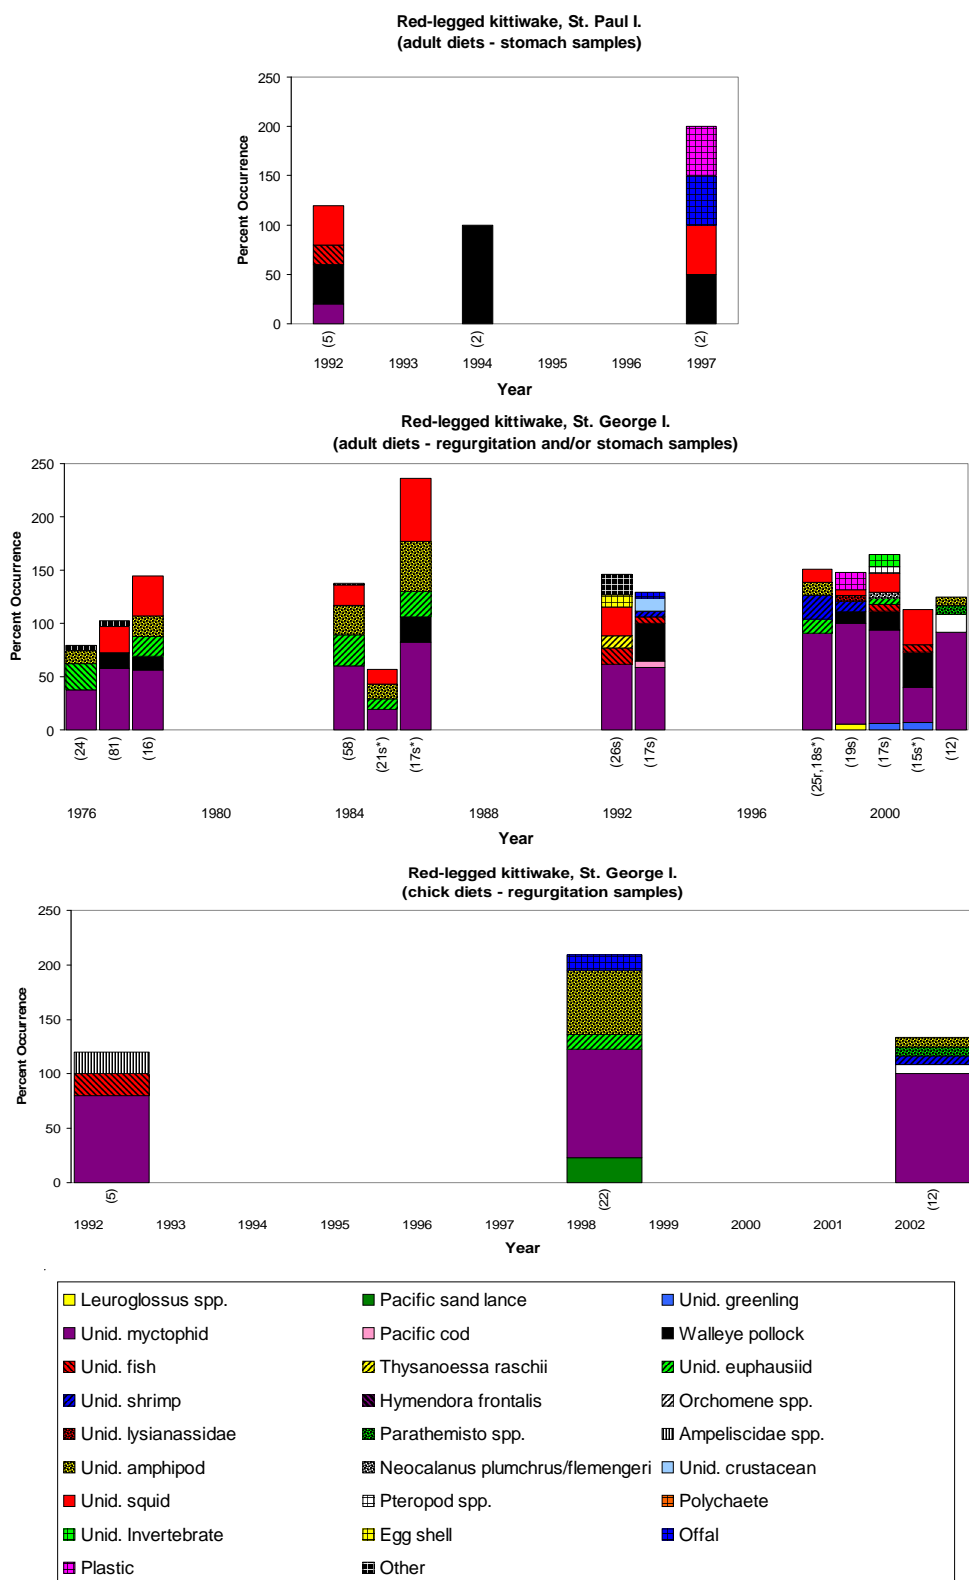 Red-legged kittiwake, St. Paul I.
(adult diets - stomach samples)
250
200
150
100
50
0
Percent Occurrence
(5)
(2)
(2)
1992 1993 1994 1995 1996 1997
Year
Red-legged kittiwake, St. George I.
(adult diets - regurgitation and/or stomach samples)
250
200
150
100
50
0
Percent Occurrence
(24)
(81)
(16)
(58)
(21s*)
(17s*)
(26s)
(17s)
(25r,18s*)
(19s)
(17s)
(15s*)
(12)
1976 1980 1984 1988 1992 1996 2000
Year
Red-legged kittiwake, St. George I.
(chick diets - regurgitation samples)
250
200
150
100
50
0
Percent Occurrence
(5)
(22)
(12)
1992 1993 1994 1995 1996 1997 1998 1999 2000 2001 2002
Year
Leuroglossus spp. Pacific sand lance Unid. greenling
Unid. myctophid Pacific cod Walleye pollock
Unid. fish Thysanoessa raschii Unid. euphausiid
Unid. shrimp Hymendora frontalis Orchomene spp.
Unid. lysianassidae Parathemisto spp. Ampeliscidae spp.
Unid. amphipod Neocalanus plumchrus/flemengeri Unid. crustacean
Unid. squid Pteropod spp. Polychaete
Unid. Invertebrate Egg shell Offal
Plastic Other